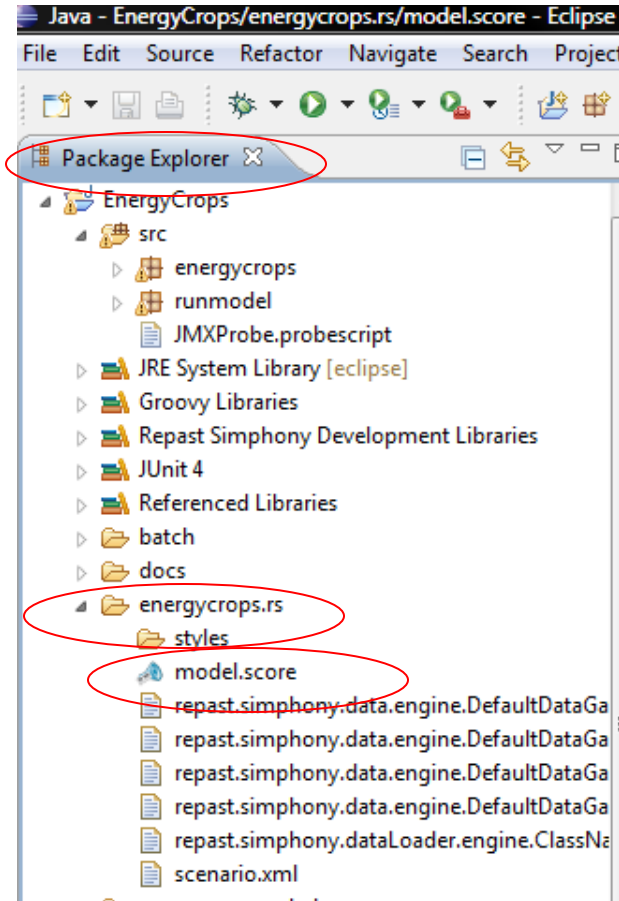 Java - EnergyCrops/energycrops.rs/model.score - Eclipse
File Edit Source Refactor Navigate Search Project
Package Explorer
EnergyCrops
src
energycrops
runmodel
JMXProbe.probescript
JRE System Library [eclipse]
Groovy Libraries
Repast Simphony Development Libraries
JUnit 4
Referenced Libraries
batch
docs
energycrops.rs
styles
model.score
repast.simphony.data.engine.DefaultDataGa
repast.simphony.data.engine.DefaultDataGa
repast.simphony.data.engine.DefaultDataGa
repast.simphony.data.engine.DefaultDataGa
repast.simphony.dataLoader.engine.ClassNa
scenario.xml